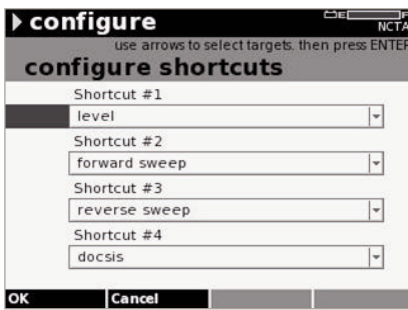 configure
E F
NCTA
use arrows to select targets. then press ENTER
configure shortcuts
Shortcut #1
level
Shortcut #2
forward sweep
Shortcut #3
reverse sweep
Shortcut #4
docsis
OK Cancel